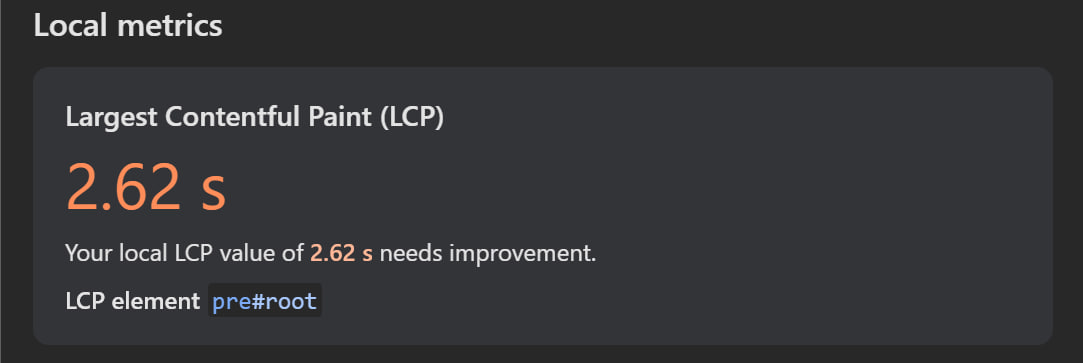 Local metrics
Largest Contentful Paint (LCP)
2.62 s
Your local LCP value of 2.62 s needs improvement.
LCP element pre#root